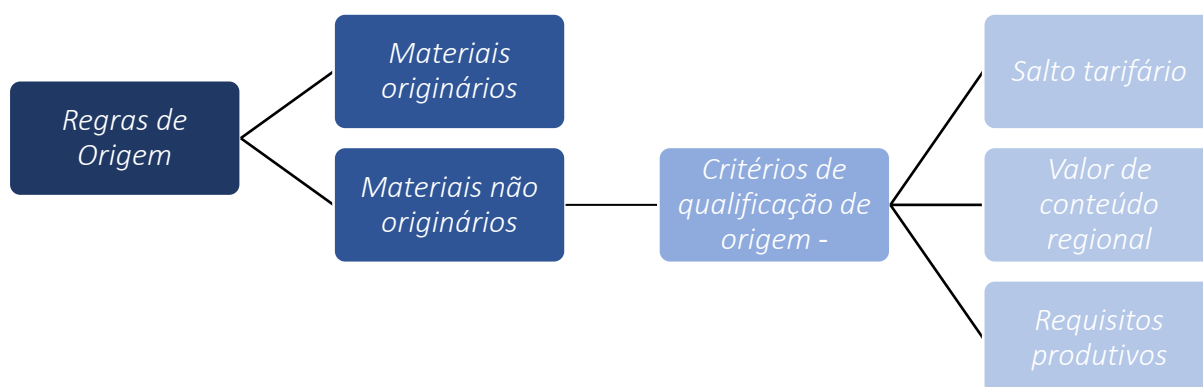 Regras de
Origem
Materiais
originários
Materiais não
originários
Critérios de
qualificação de
origem -
Salto tarifário
Valor de
conteúdo
regional
Requisitos
produtivos